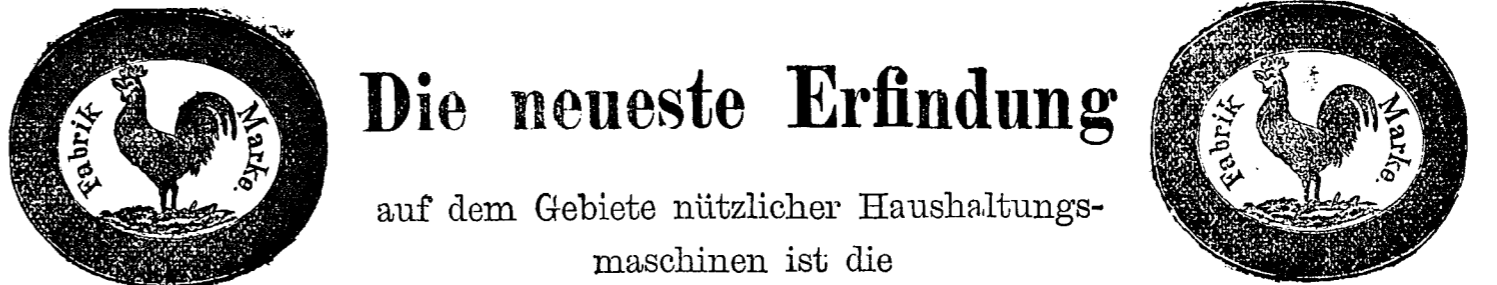 Fabrik Marke.
Die neueste Erfindung
auf dem Gebiete nützlicher Haushaltungs-
maschinen ist die
Fabrik Marke.